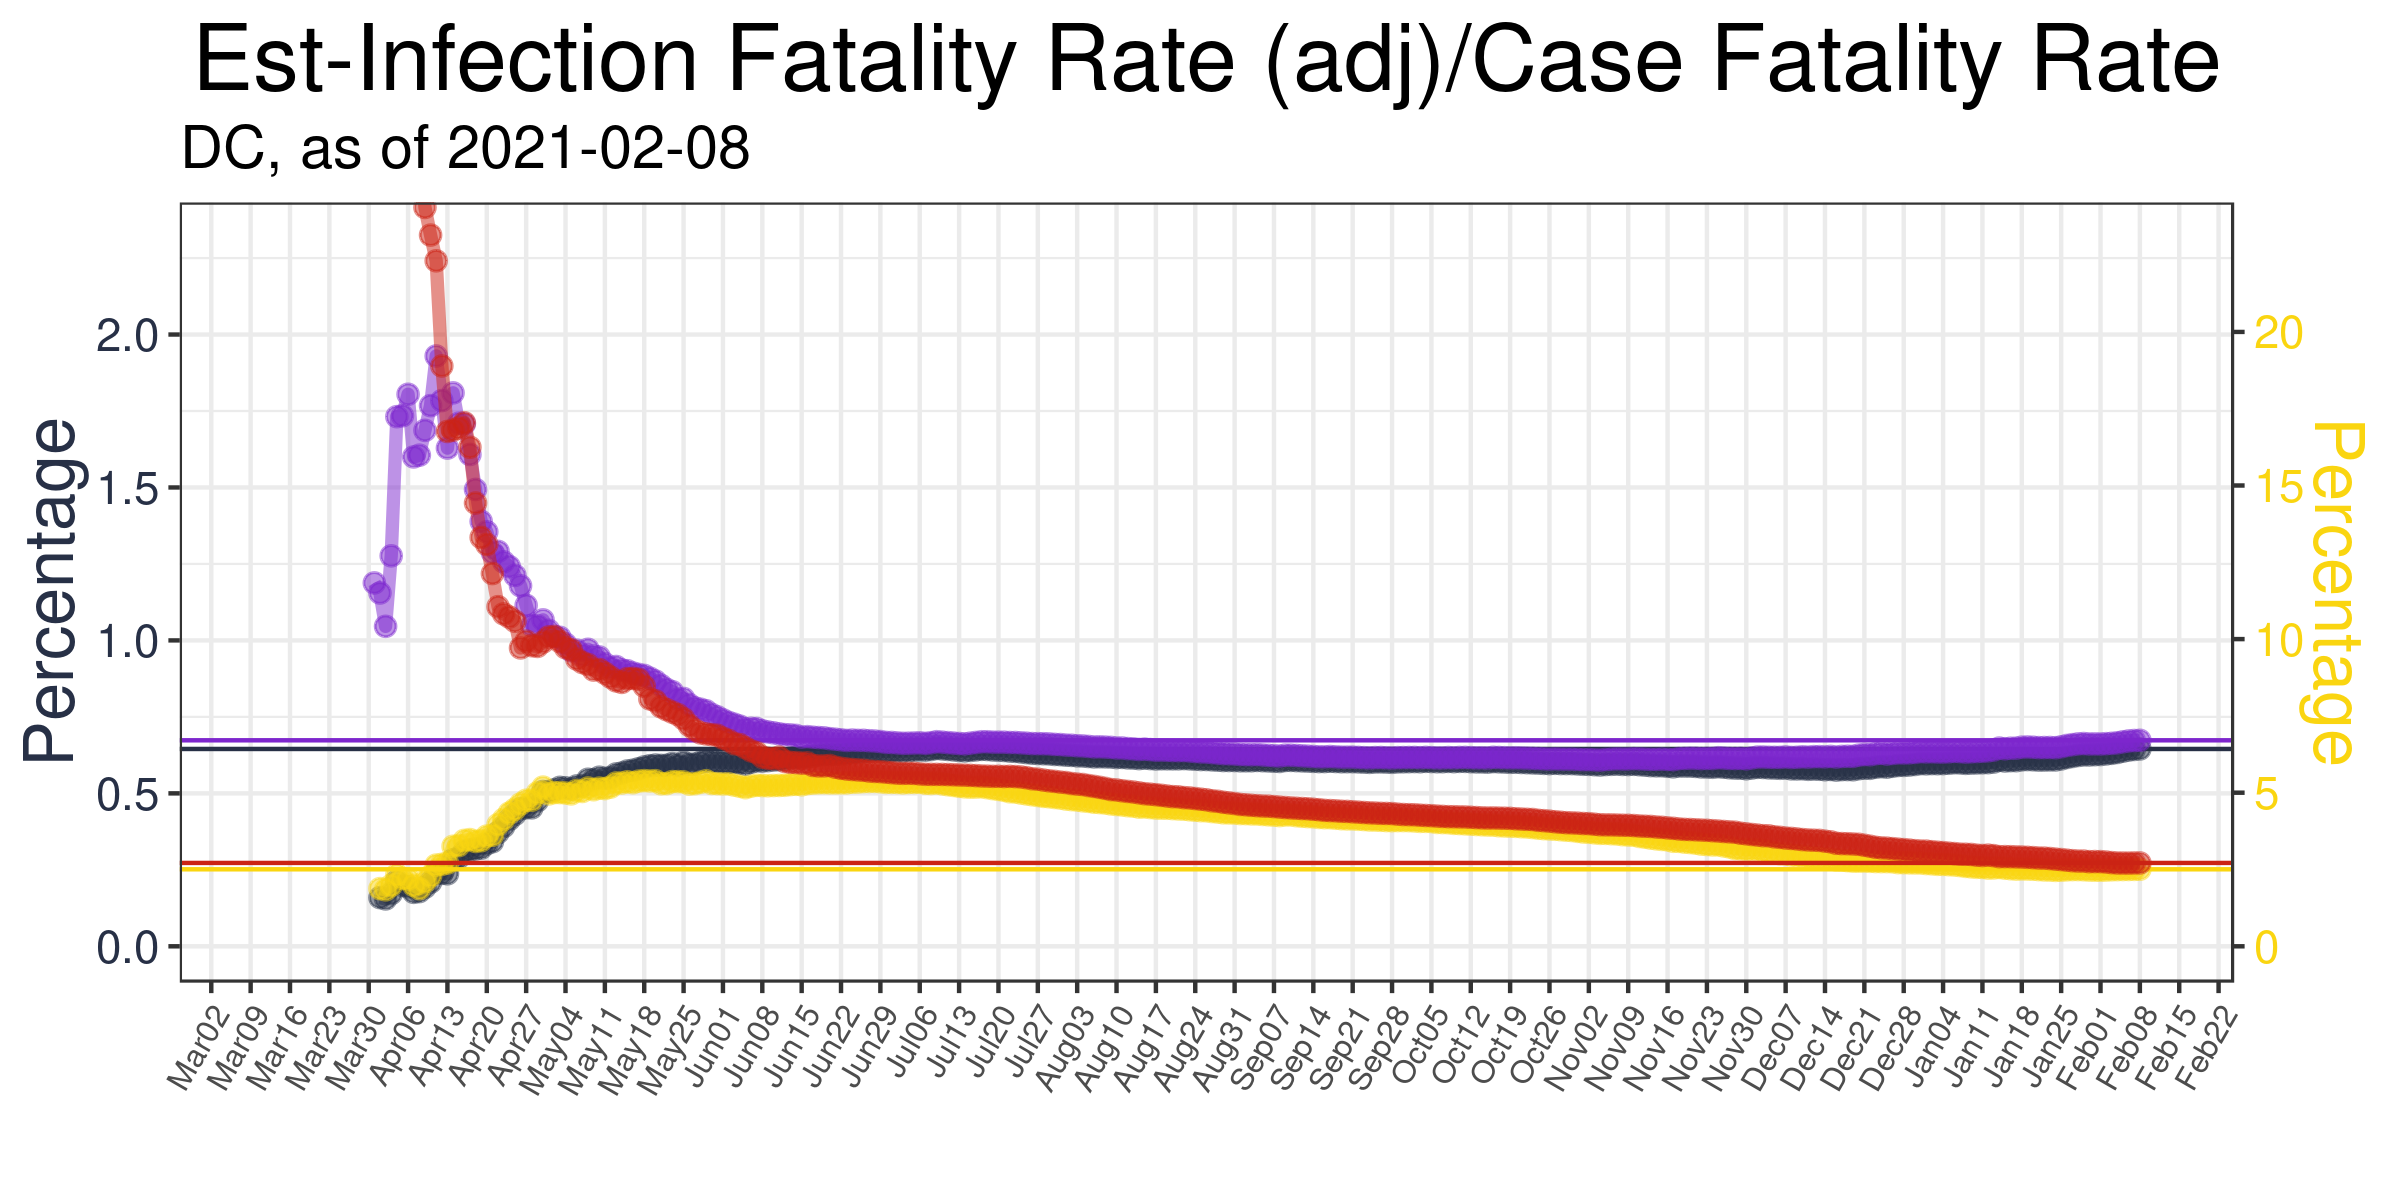 Est-Infection Fatality Rate (adj)/Case Fatality Rate
DC, as of 2021-02-08
Percentage
2.0
1.5
1.0
0.5
0.0
20
15
10
5
0
Percentage
Mar02
Mar09
Mar16
Mar23
Mar30
Apr06
Apr13
Apr20
Apr27
May04
May11
May18
May25
Jun01
Jun08
Jun15
Jun22
Jun29
Jul06
Jul13
Jul20
Jul27
Aug03
Aug10
Aug17
Aug24
Aug31
Sep07
Sep14
Sep21
Sep28
Oct05
Oct12
Oct19
Oct26
Nov02
Nov09
Nov16
Nov23
Nov30
Dec07
Dec14
Dec21
Dec28
Jan04
Jan11
Jan18
Jan25
Feb01
Feb08
Feb15
Feb22